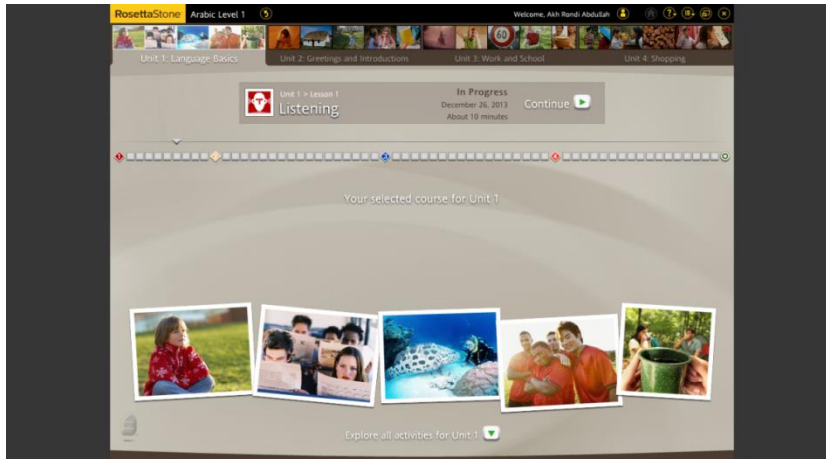 RosettaStone Arabic Level 1
Welcome, Akh Rondi Abdullah
60
Unit 1: Language Basics
Unit 2: Greetings and Introductions
Unit 3: Work and School
Unit 4: Shopping
Unit 1 > Lesson 1
Listening
In Progress
December 26, 2013
About 10 minutes
Continue
Your selected course for Unit 1
Explore all activities for Unit 1